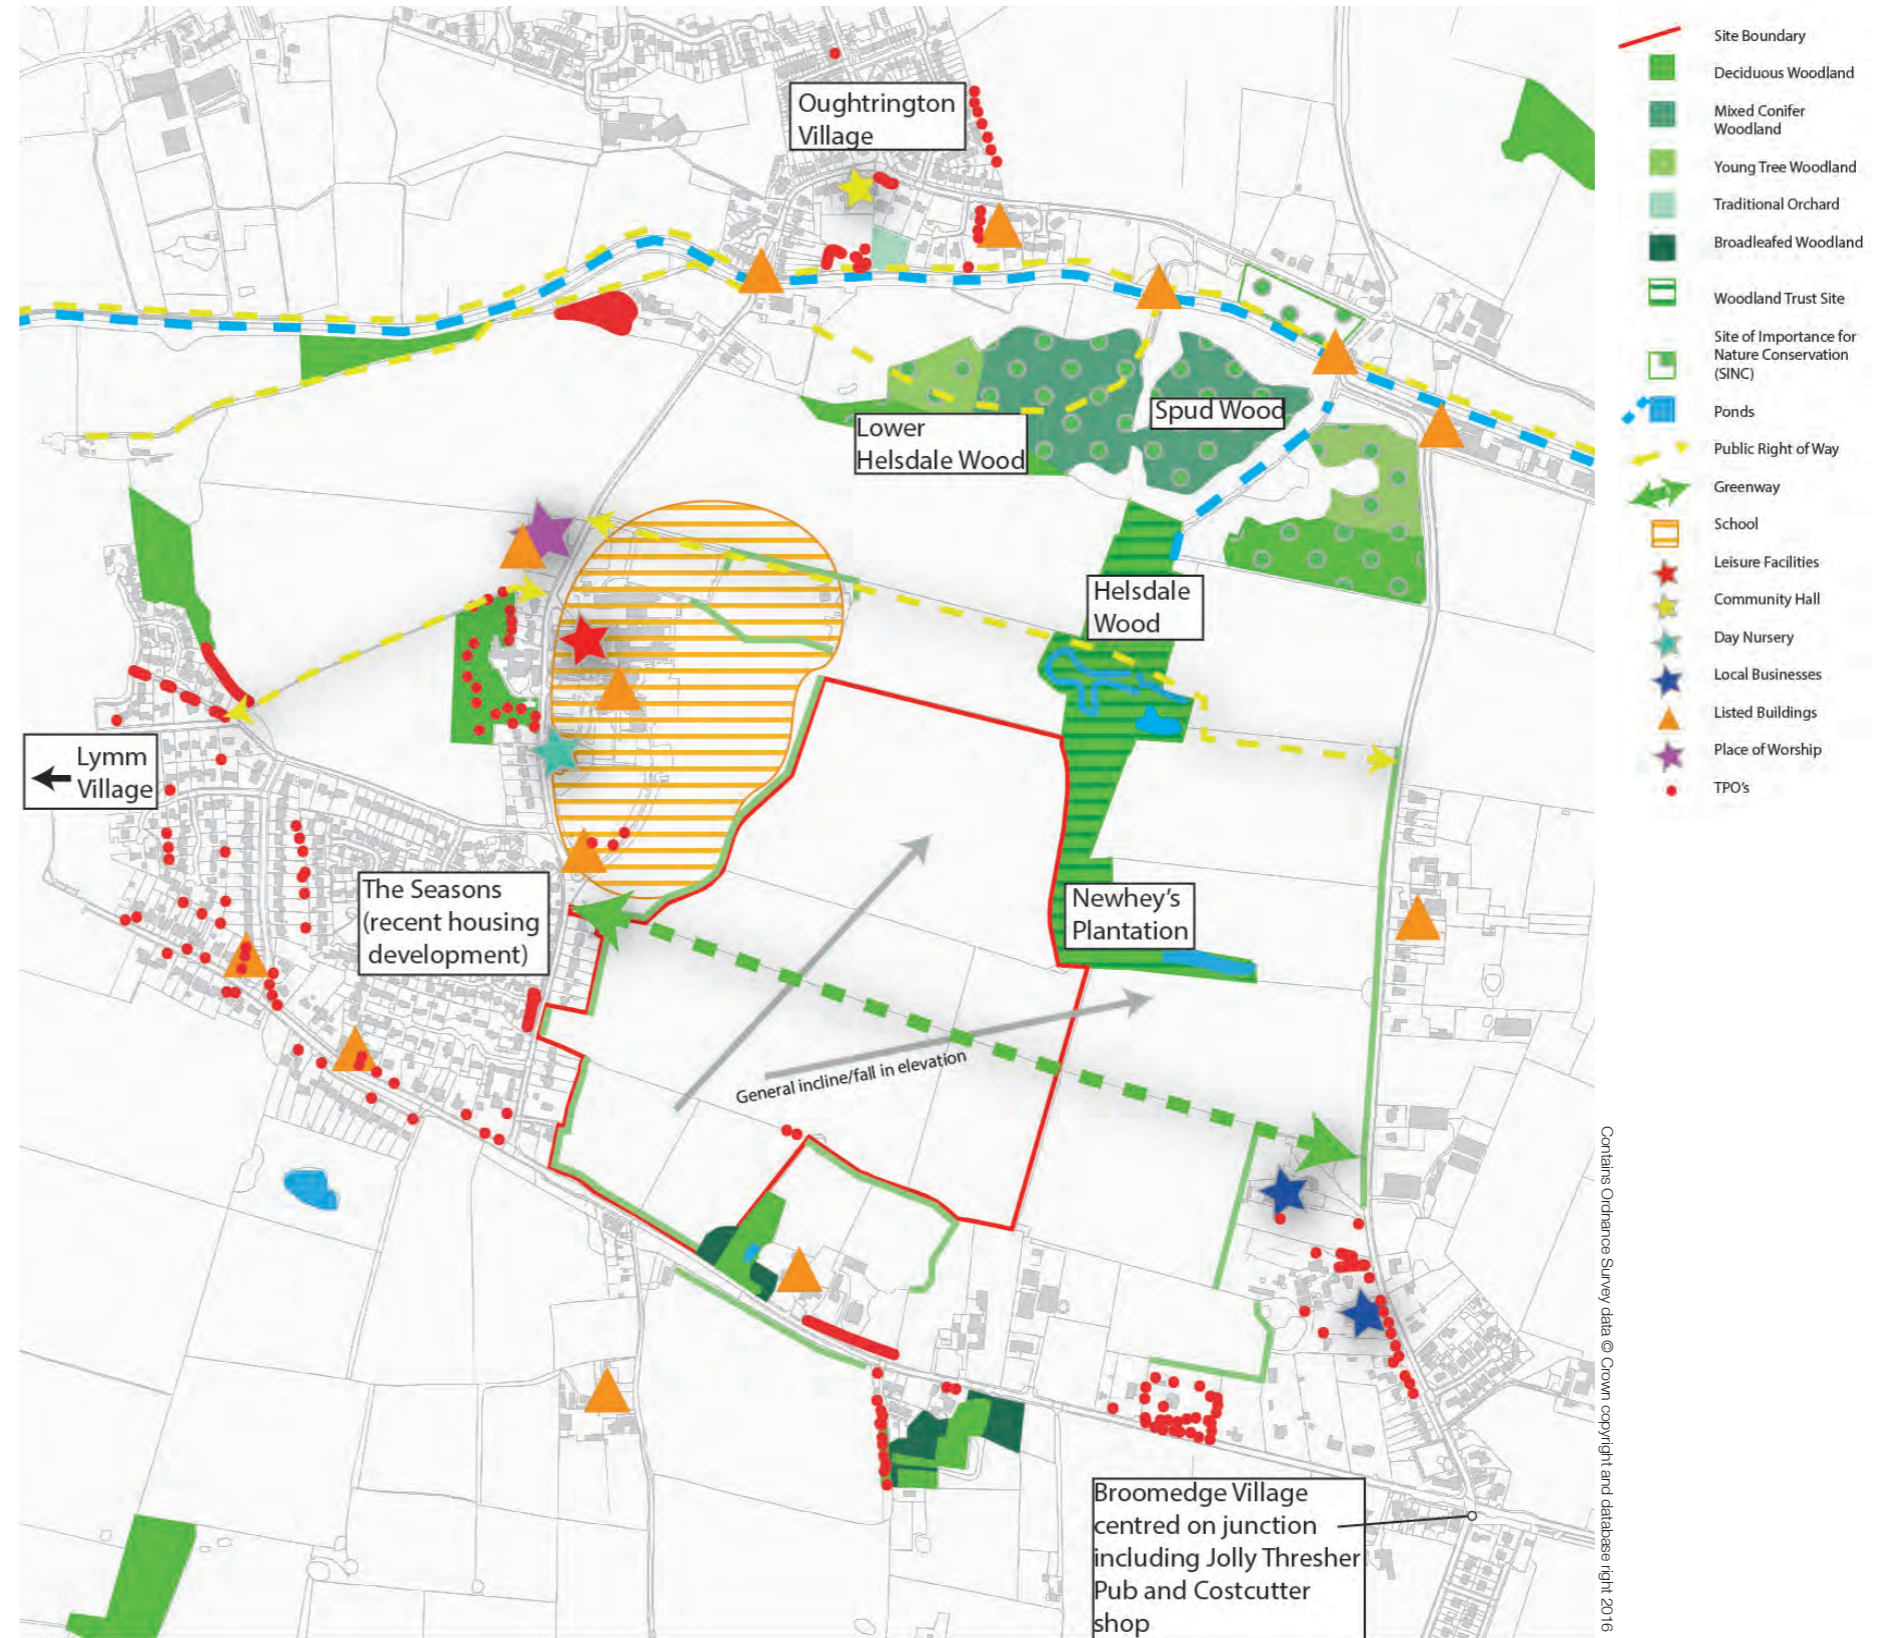 Oughtrington
Village
Lower
Helsdale Wood
Spud Wood
Helsdale
Wood
Lymm
Village
The Seasons
(recent housing
development)
Newhey's
Plantation
General incline/fall in elevation
Broomedge Village
centred on junction
including Jolly Thresher
Pub and Costcutter
shop
Site Boundary
Deciduous Woodland
Mixed Conifer
Woodland
Young Tree Woodland
Traditional Orchard
Broadleafed Woodland
Woodland Trust Site
Site of Importance for
Nature Conservation
(SINC)
Ponds
Public Right of Way
Greenway
School
Leisure Facilities
Community Hall
Day Nursery
Local Businesses
Listed Buildings
Place of Worship
TPO's
Contains Ordnance Survey data © Crown copyright and database right 2016